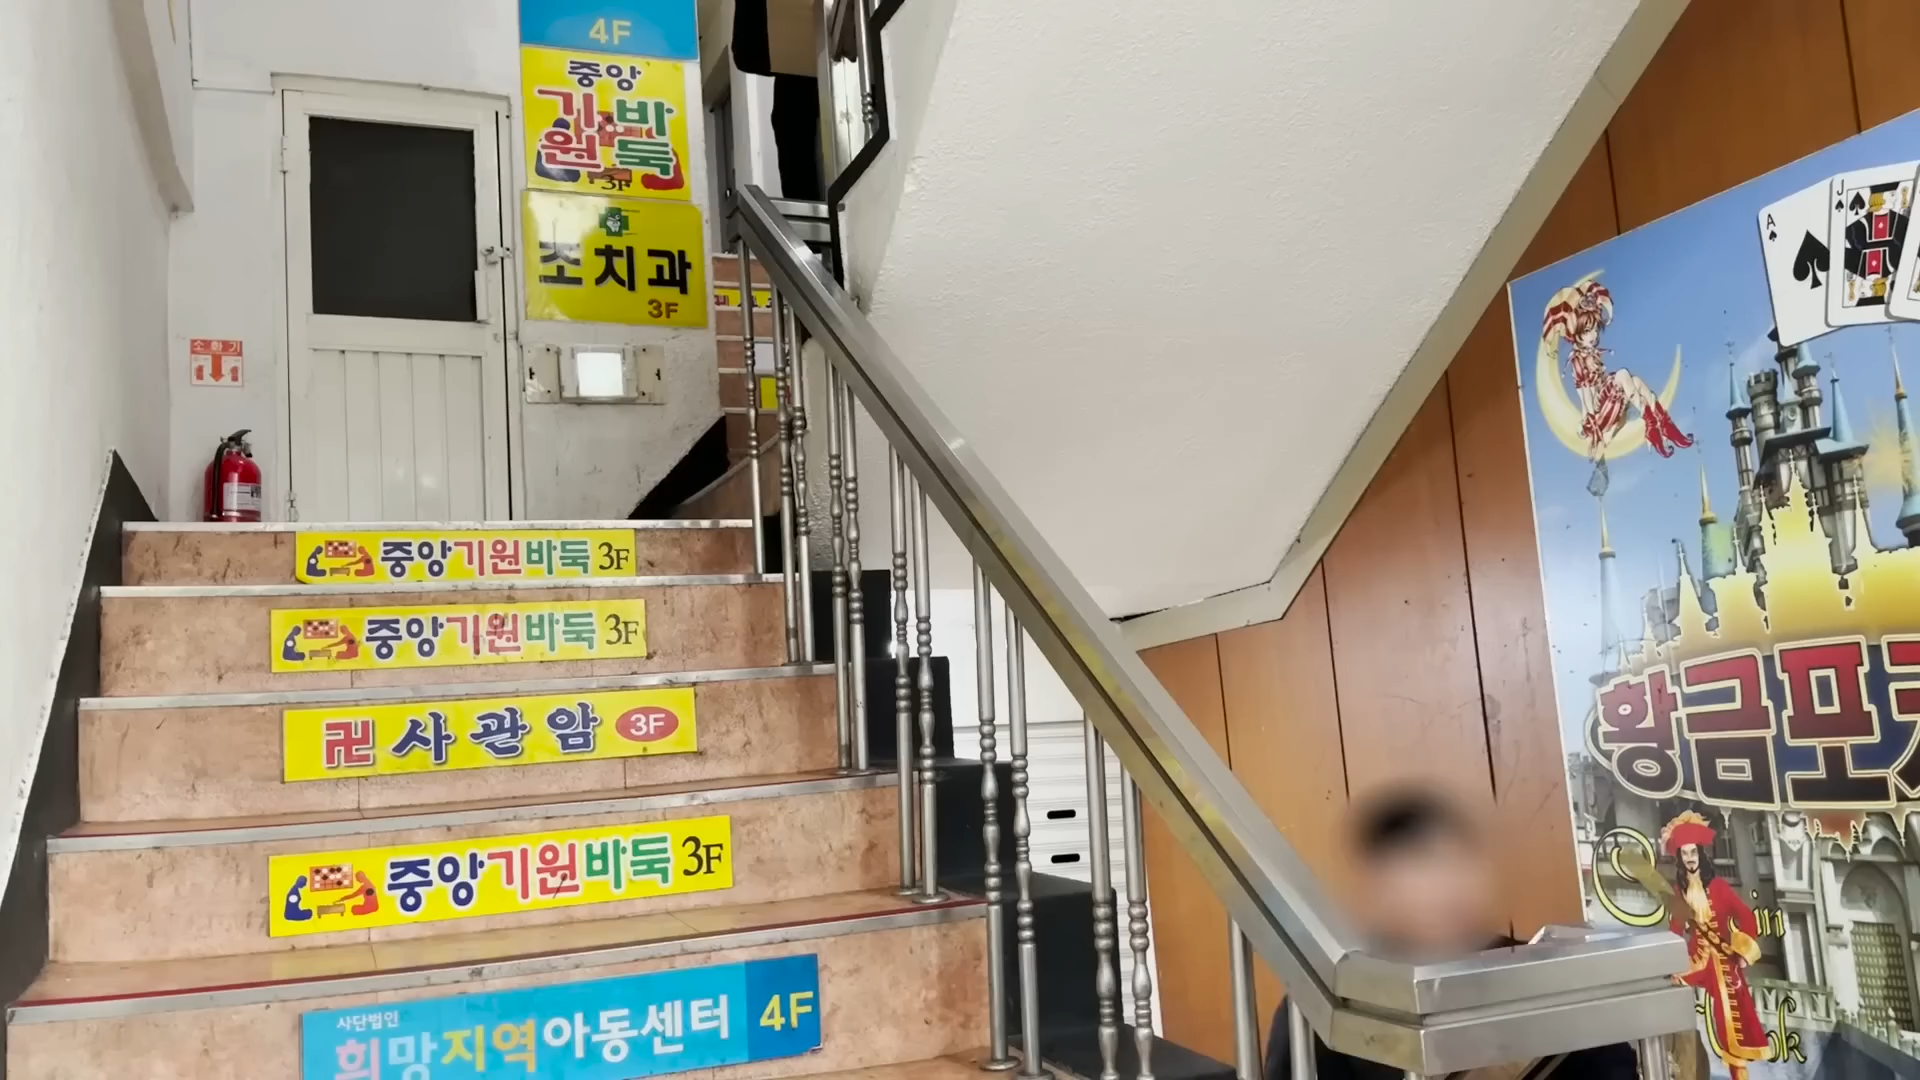 4F
중앙
기 바
원 둑
3F
조치과
3F
소화기
중앙기원바둑 3F
중앙기원바둑 3F
卍 사관암 3F
중앙기원바둑 3F
사단법인
희망지역아동센터 4F
A
J
황금포